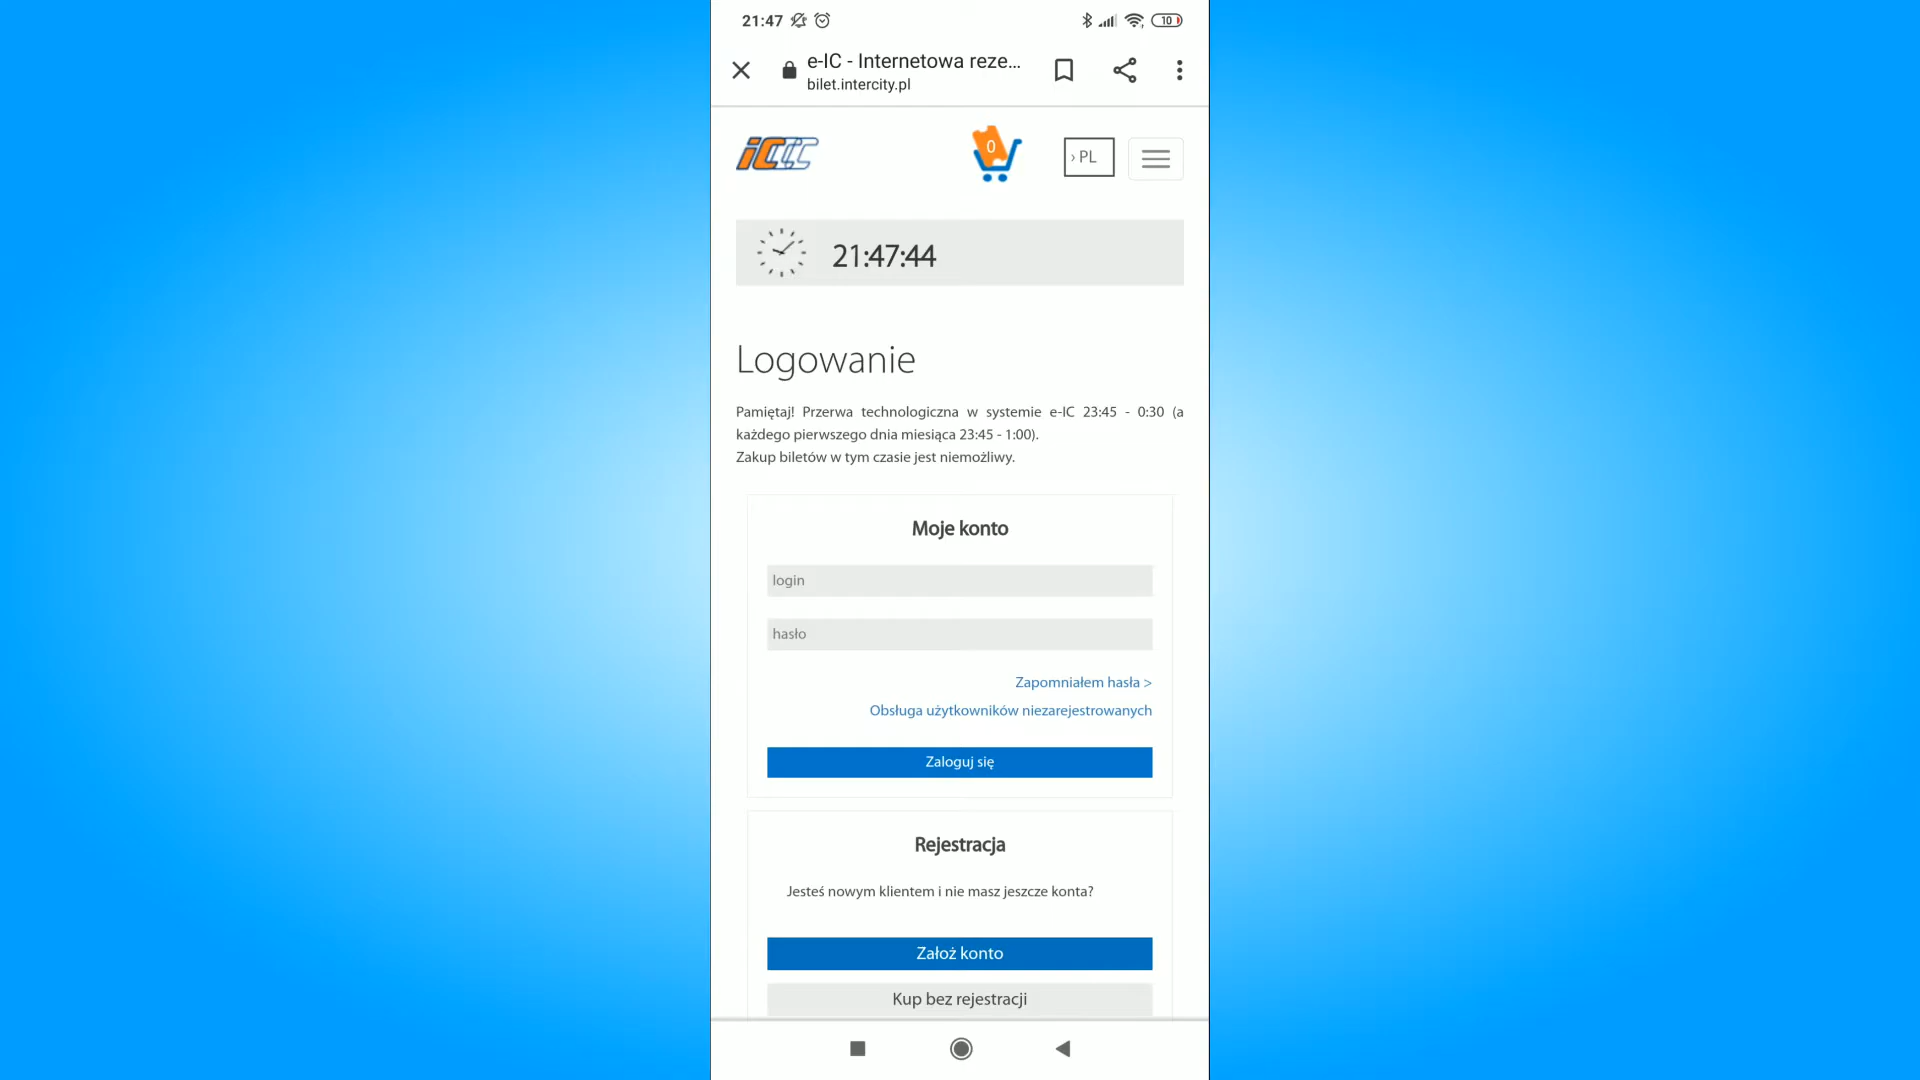 21:47
10
e-IC - Internetowa reze...
bilet.intercity.pl
iC
0
› PL
21:47:44
Logowanie
Pamiętaj! Przerwa technologiczna w systemie e-IC 23:45 - 0:30 (a
każdego pierwszego dnia miesiąca 23:45 - 1:00).
Zakup biletów w tym czasie jest niemożliwy.
Moje konto
login
hasło
Zapomniałem hasła >
Obsługa użytkowników niezarejestrowanych
Zaloguj się
Rejestracja
Jesteś nowym klientem i nie masz jeszcze konta?
Założ konto
Kup bez rejestracji